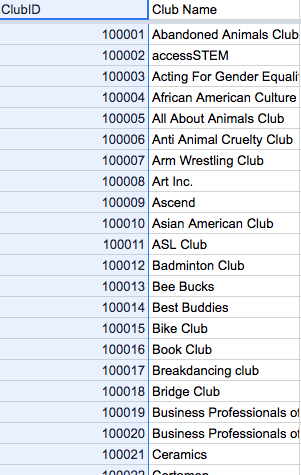 ClubID Club Name
100001 Abandoned Animals Club
100002 accessSTEM
100003 Acting For Gender Equali
100004 African American Culture
100005 All About Animals Club
100006 Anti Animal Cruelty Club
100007 Arm Wrestling Club
100008 Art Inc.
100009 Ascend
100010 Asian American Club
100011 ASL Club
100012 Badminton Club
100013 Bee Bucks
100014 Best Buddies
100015 Bike Club
100016 Book Club
100017 Breakdancing club
100018 Bridge Club
100019 Business Professionals of
100020 Business Professionals of
100021 Ceramics